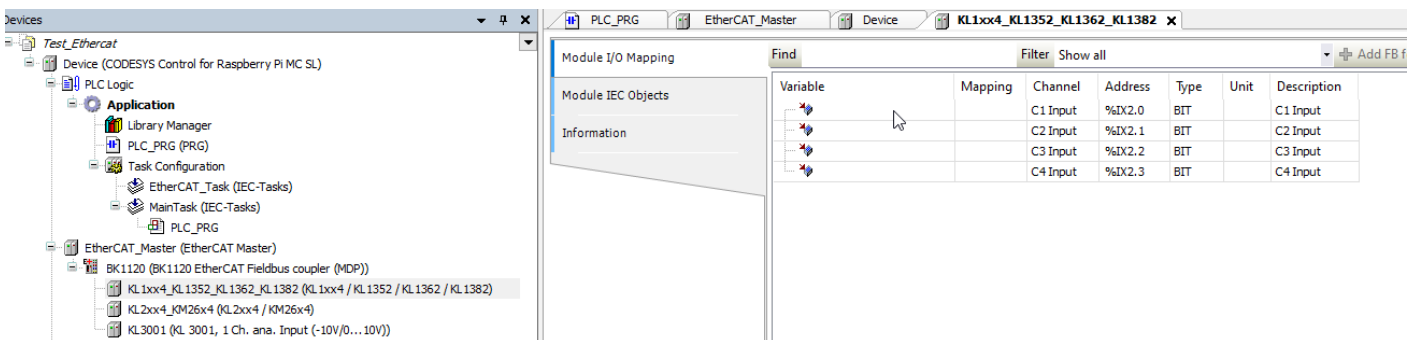 Devices
PLC_PRG EtherCAT_Master Device KL1xx4_KL1352_KL1362_KL1382
Test_Ethercat
Device (CODESYS Control for Raspberry Pi MC SL)
PLC Logic
Application
Library Manager
PLC_PRG (PRG)
Task Configuration
EtherCAT_Task (IEC-Tasks)
MainTask (IEC-Tasks)
PLC_PRG
EtherCAT_Master (EtherCAT Master)
BK1120 (BK1120 EtherCAT Fieldbus coupler (MDP))
KL1xx4_KL1352_KL1362_KL1382 (KL1xx4 / KL1352 / KL1362 / KL1382)
KL2xx4_KM26x4 (KL2xx4 / KM26x4)
KL3001 (KL 3001, 1 Ch. ana. Input (-10V/0...10V))
Module I/O Mapping
Module IEC Objects
Information
Find Filter Show all Add FB f
Variable Mapping Channel Address Type Unit Description
C1 Input %IX2.0 BIT C1 Input
C2 Input %IX2.1 BIT C2 Input
C3 Input %IX2.2 BIT C3 Input
C4 Input %IX2.3 BIT C4 Input